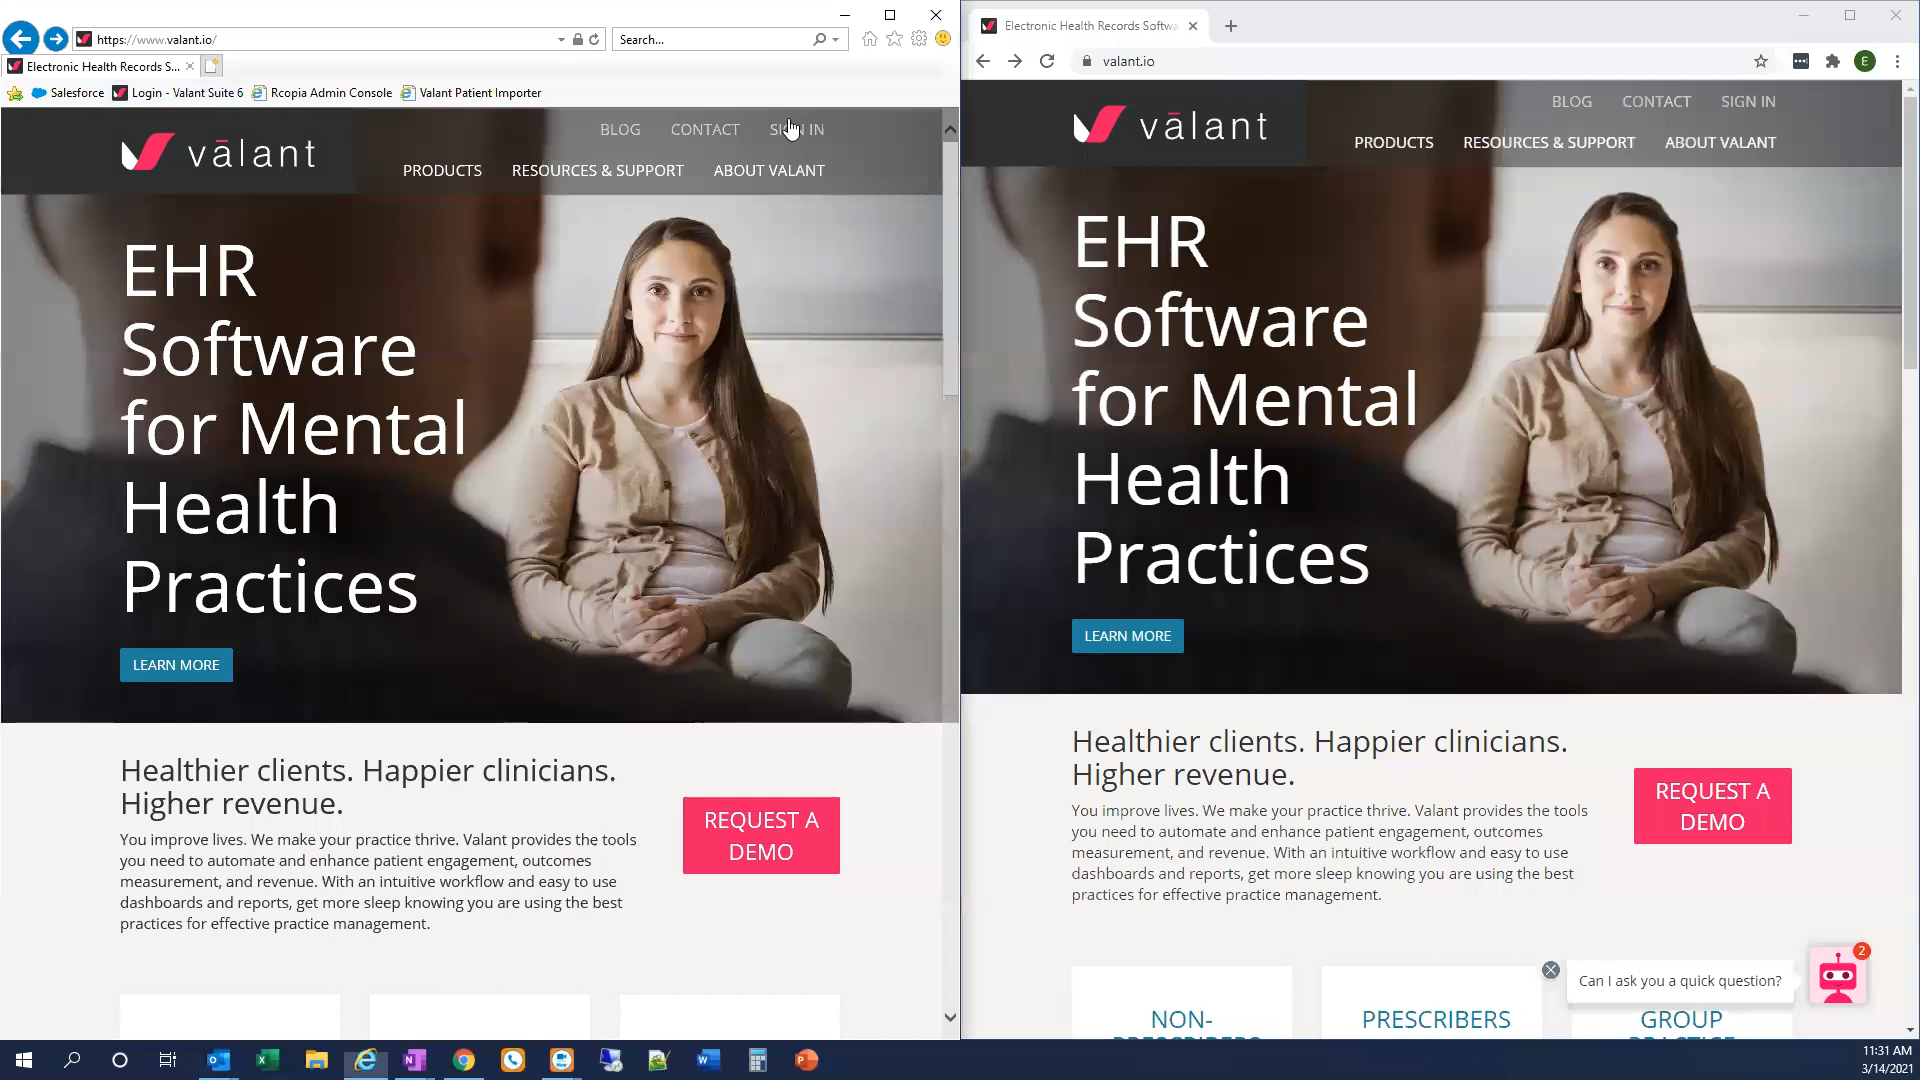 https://www.valant.io/
Search...
Electronic Health Records S...
Salesforce
Login - Valant Suite 6
Rcopia Admin Console
Valant Patient Importer
vālant
BLOG
CONTACT
SIGN IN
PRODUCTS
RESOURCES & SUPPORT
ABOUT VALANT
EHR
Software
for Mental
Health
Practices
LEARN MORE
Healthier clients. Happier clinicians.
Higher revenue.
You improve lives. We make your practice thrive. Valant provides the tools
you need to automate and enhance patient engagement, outcomes
measurement, and revenue. With an intuitive workflow and easy to use
dashboards and reports, get more sleep knowing you are using the best
practices for effective practice management.
REQUEST A
DEMO
Electronic Health Records Softwa
valant.io
E
vālant
BLOG
CONTACT
SIGN IN
PRODUCTS
RESOURCES & SUPPORT
ABOUT VALANT
EHR
Software
for Mental
Health
Practices
LEARN MORE
Healthier clients. Happier clinicians.
Higher revenue.
You improve lives. We make your practice thrive. Valant provides the tools
you need to automate and enhance patient engagement, outcomes
measurement, and revenue. With an intuitive workflow and easy to use
dashboards and reports, get more sleep knowing you are using the best
practices for effective practice management.
REQUEST A
DEMO
Can I ask you a quick question?
2
NON-
PRESCRIBERS
PRESCRIBERS
GROUP
PRACTICE
11:31 AM
3/14/2021